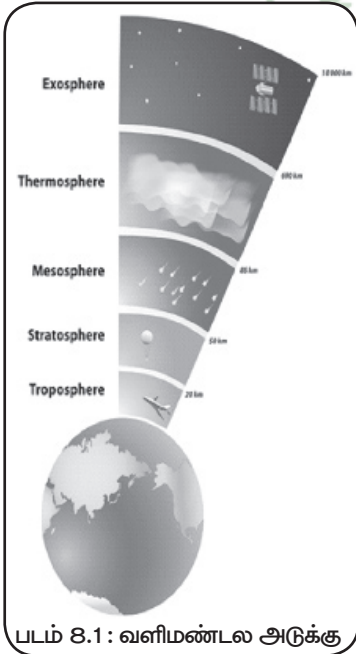 Exosphere
10 000 km
Thermosphere
690 km
Mesosphere
85 km
Stratosphere
50 km
Troposphere
20 km
படம் 8.1: வளிமண்டல அடுக்கு